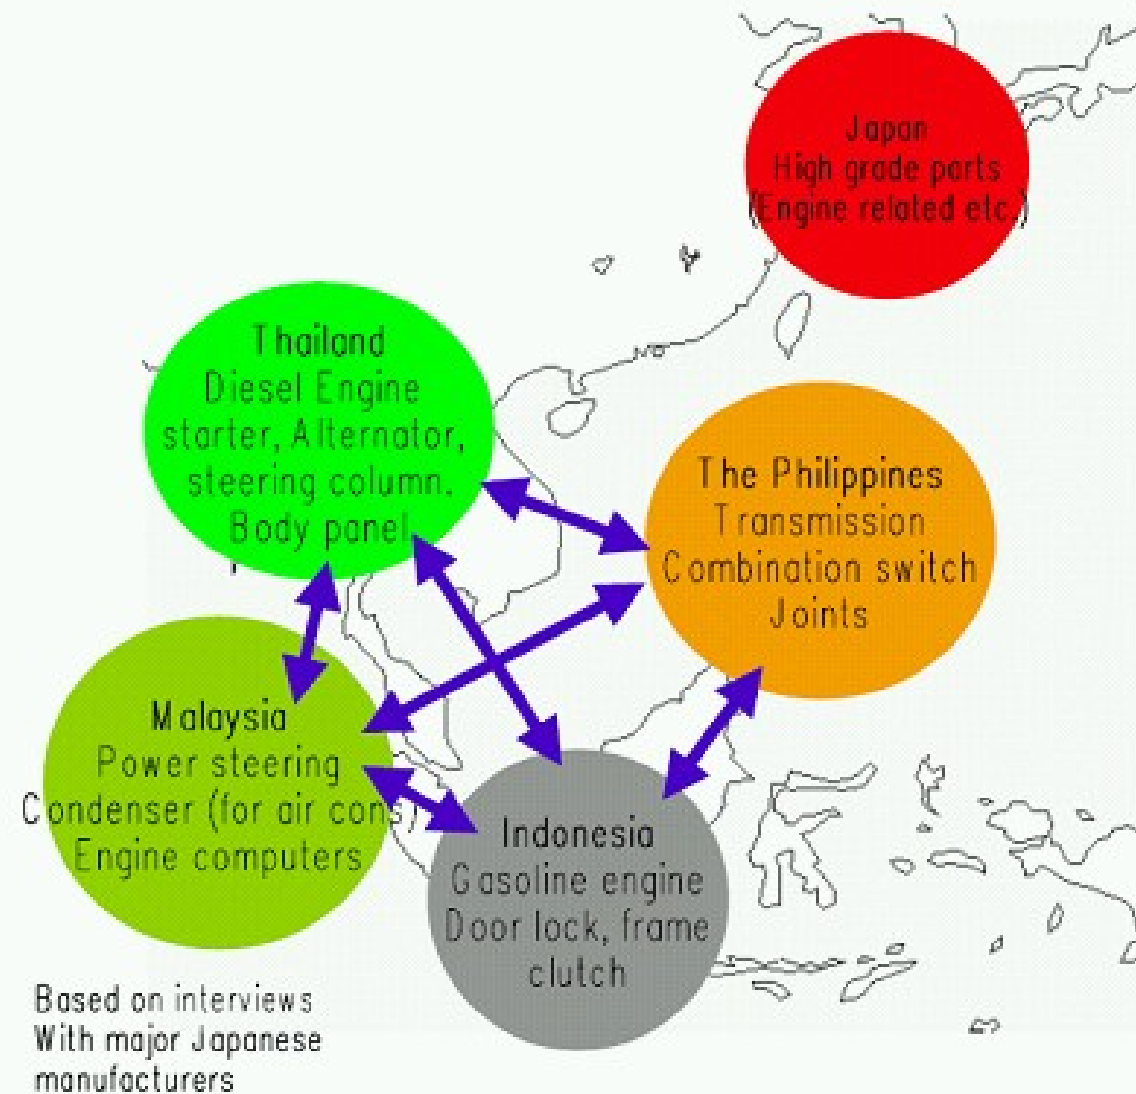 Japan
High grade parts
(Engine related etc.)
Thailand
Diesel Engine
starter, Alternator,
steering column,
Body panel,
The Philippines
Transmission
Combination switch
Joints
Malaysia
Power steering
Condenser (for air cons)
Engine computers
Indonesia
Gasoline engine
Door lock, frame
clutch
Based on interviews
With major Japanese
manufacturers